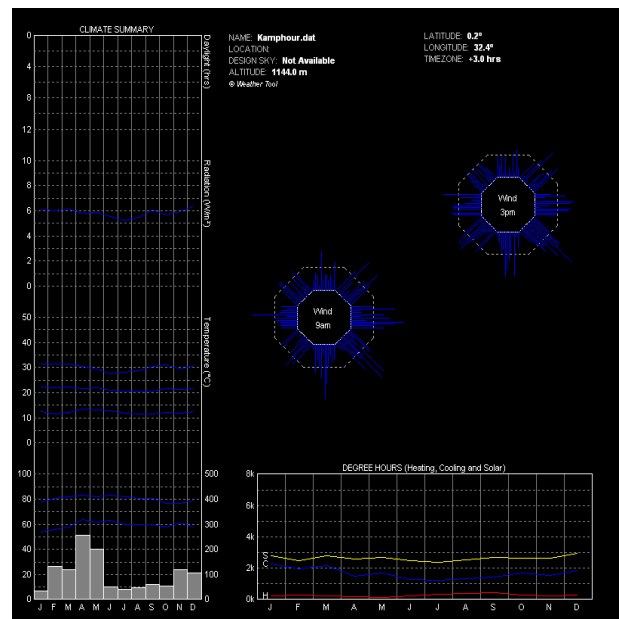 CLIMATE SUMMARY
NAME: Kamphour.dat
LOCATION:
DESIGN SKY: Not Available
ALTITUDE: 1144.0 m
© Weather Tool
LATITUDE: 0.2°
LONGITUDE: 32.4°
TIMEZONE: +3.0 hrs
0
4
6
8
12
Daylight (hrs)
10
8
6
4
2
0
Radiation (W/m²)
50
40
30
20
10
0
Temperature (°C)
100 500
80 400
60 300
40 200
20 100
0 0
J F M A M J J A S O N D
Wind
3pm
Wind
9am
DEGREE HOURS (Heating, Cooling and Solar)
8k
6k
4k
2k
0k
S
C
H
J F M A M J J A S O N D